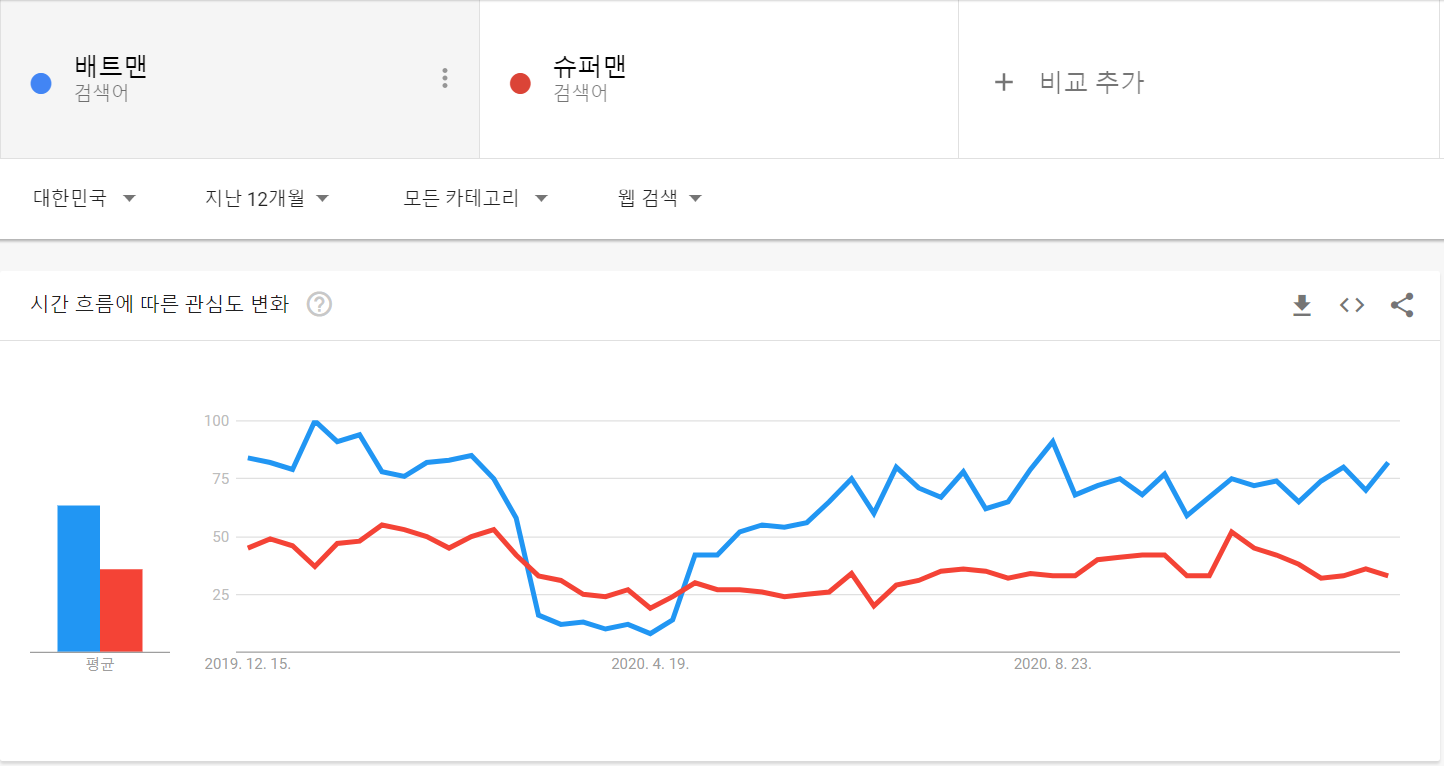 배트맨
검색어
슈퍼맨
검색어
+ 비교 추가
대한민국
지난 12개월
모든 카테고리
웹 검색
시간 흐름에 따른 관심도 변화 ?
100
75
50
25
평균
2019. 12. 15.
2020. 4. 19.
2020. 8. 23.